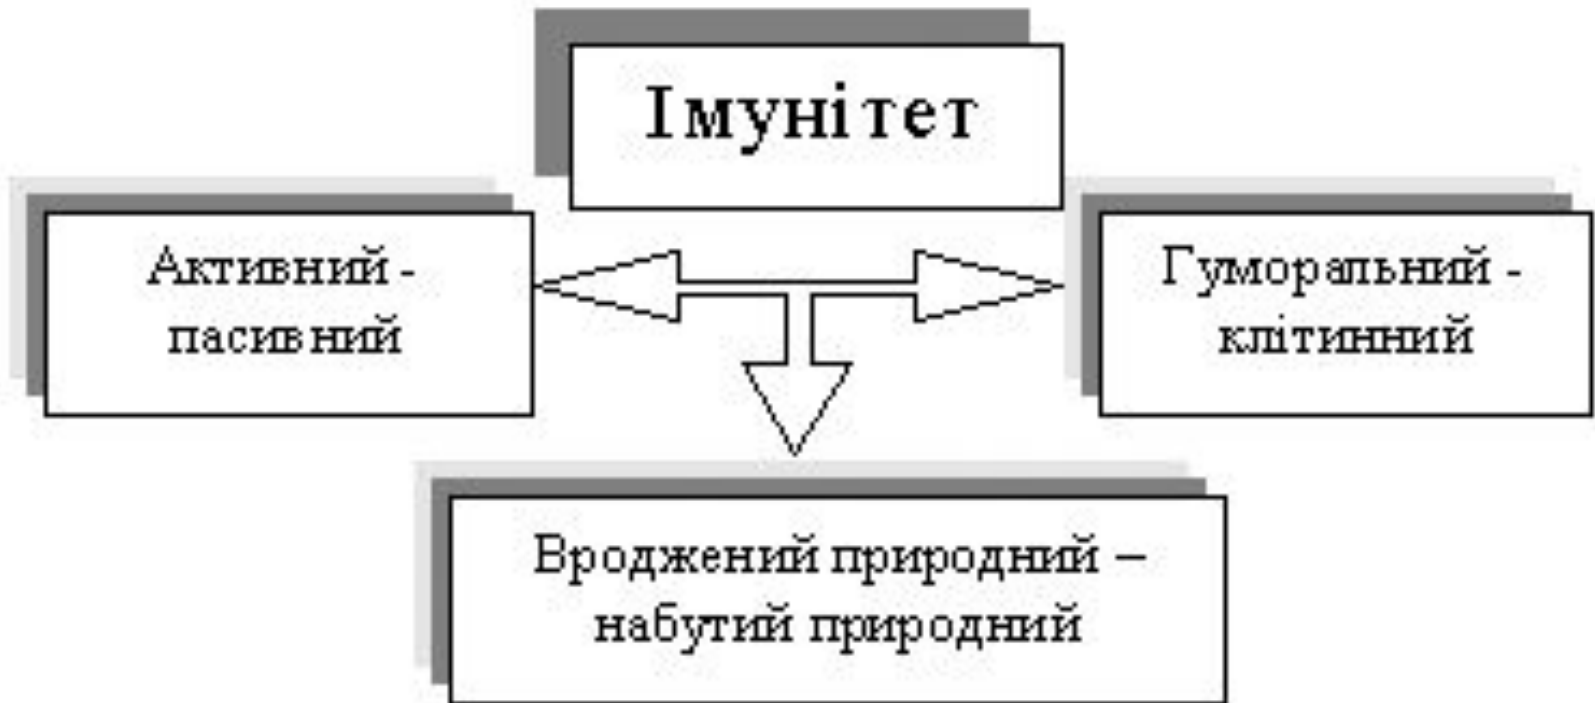 Імунітет
Активний -
пасивний
Гуморальний -
клітинний
Вроджений природний –
набутий природний